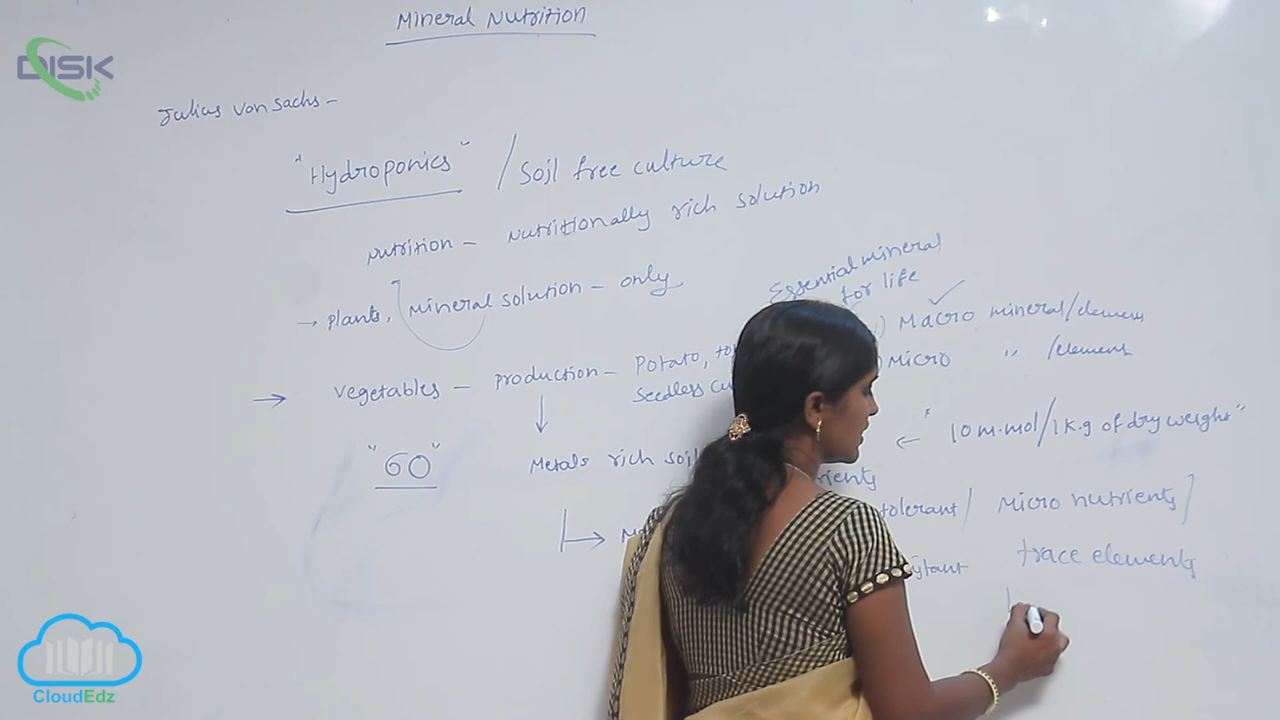 Mineral Nutrition
DISK
Julius Von Sachs –
"Hydroponics" / Soil free culture
Nutrition – Nutritionally rich solution
→ plants, mineral solution – only
Essential mineral
for life
) Macro mineral/element
) Micro " /element
→ Vegetables – production – Potato,
Seedless
← 10 m.mol/1 k.g of dry weight"
"60"
Metals rich soil
tolerant / Micro nutrients /
trace elements
CloudEdz